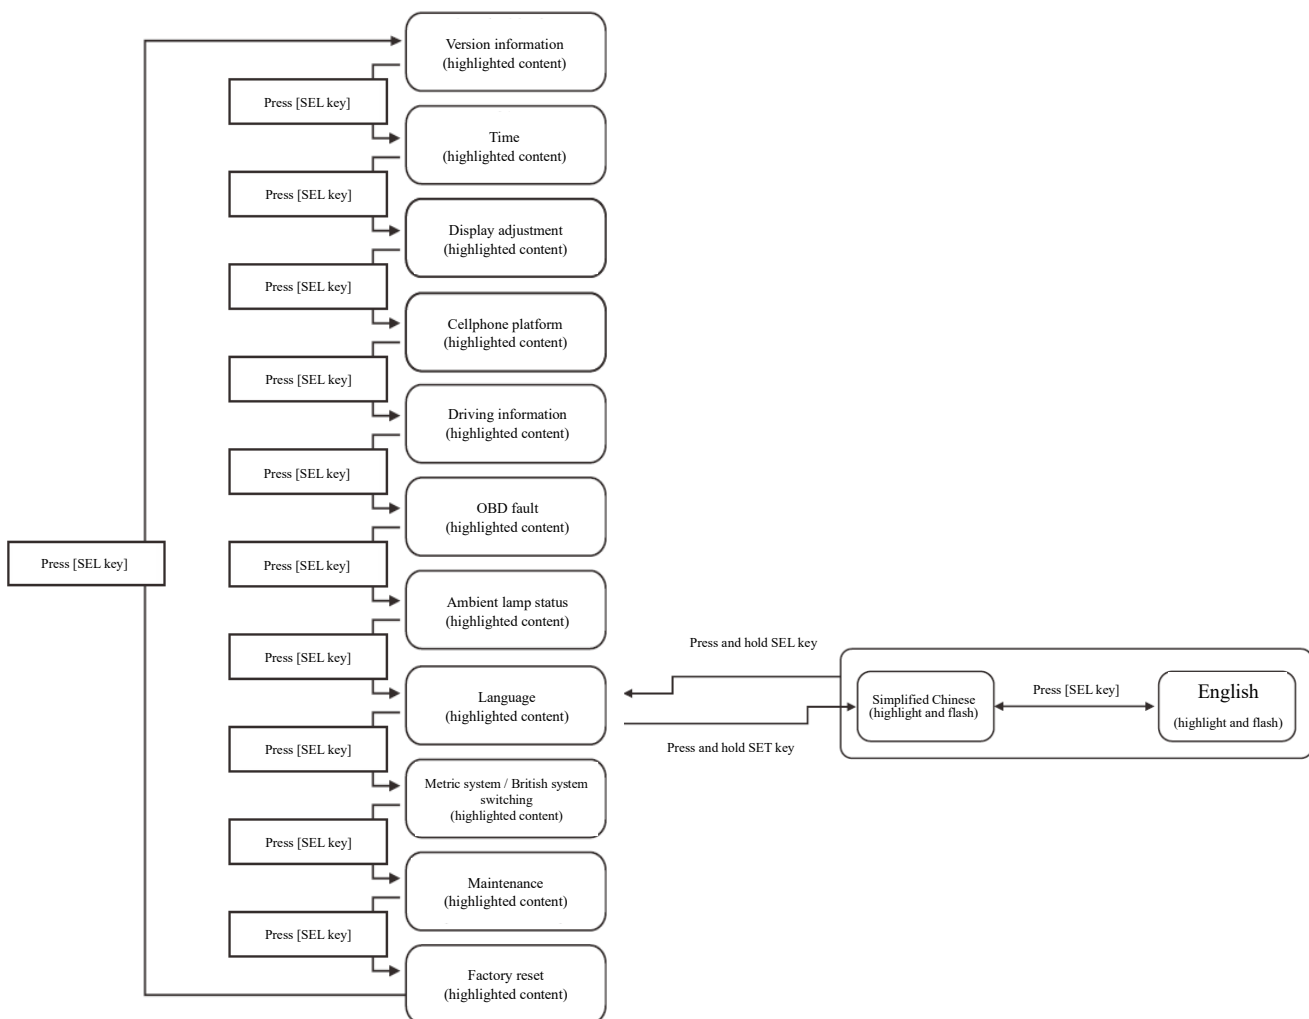 Version information
(highlighted content)
Press [SEL key]
Time
(highlighted content)
Press [SEL key]
Display adjustment
(highlighted content)
Press [SEL key]
Cellphone platform
(highlighted content)
Press [SEL key]
Driving information
(highlighted content)
Press [SEL key]
OBD fault
(highlighted content)
Press [SEL key]
Press [SEL key]
Ambient lamp status
(highlighted content)
Press [SEL key]
Language
(highlighted content)
Press and hold SEL key
Press and hold SET key
Simplified Chinese
(highlight and flash)
Press [SEL key]
English
(highlight and flash)
Press [SEL key]
Metric system / British system
switching
(highlighted content)
Press [SEL key]
Maintenance
(highlighted content)
Press [SEL key]
Factory reset
(highlighted content)